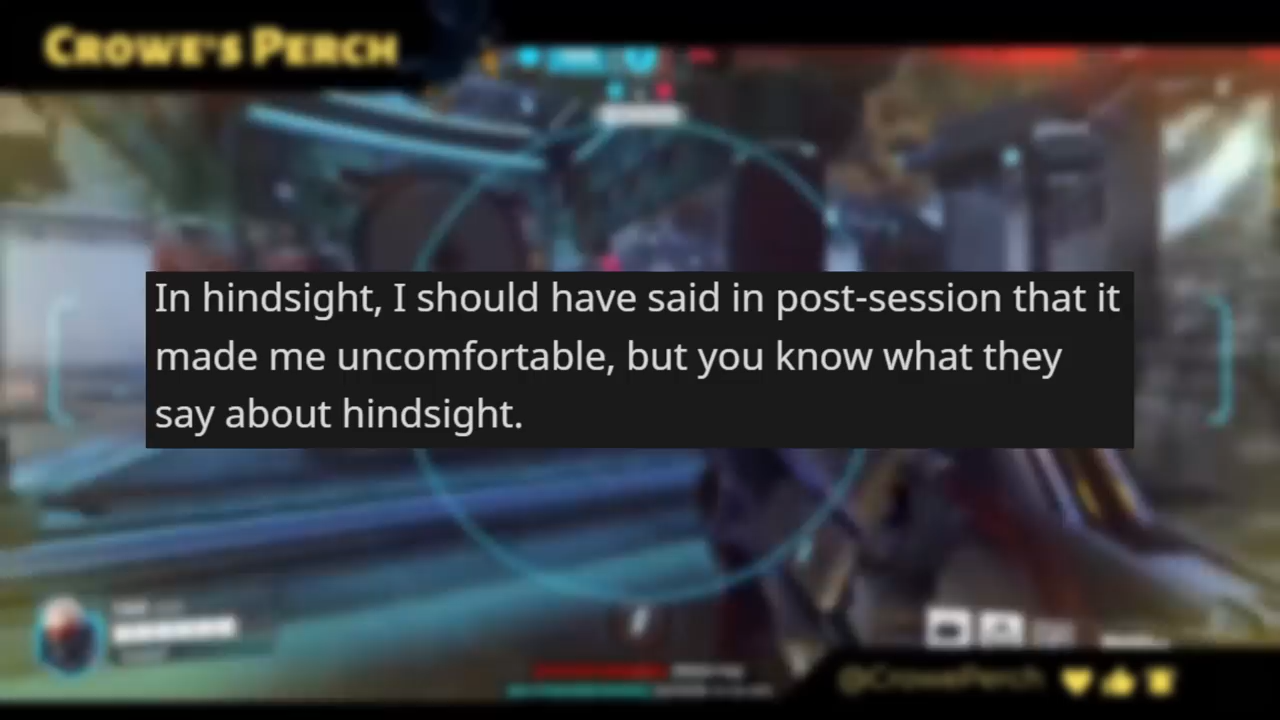 CROWE'S PERCH
In hindsight, I should have said in post-session that it
made me uncomfortable, but you know what they
say about hindsight.
@CrowePerch